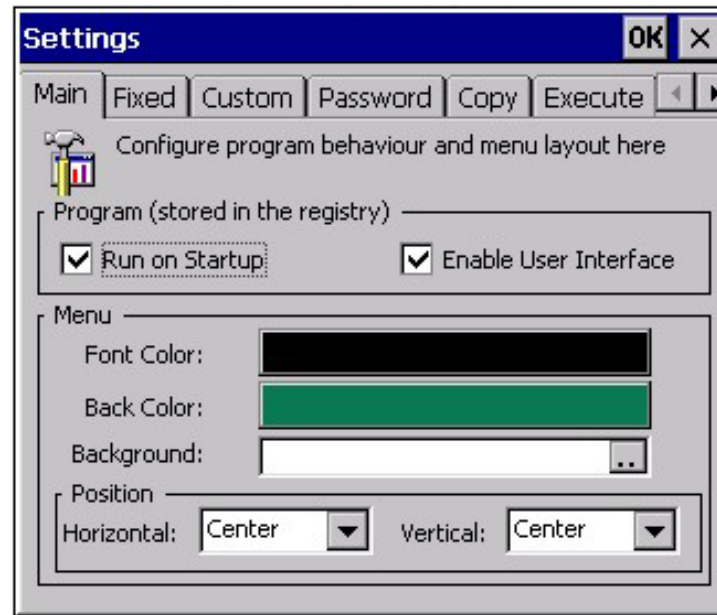 Settings OK ×
Main Fixed Custom Password Copy Execute
Configure program behaviour and menu layout here
Program (stored in the registry)
Run on Startup Enable User Interface
Menu
Font Color:
Back Color:
Background: ..
Position
Horizontal: Center Vertical: Center